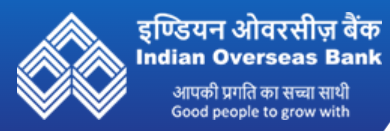 इण्डियन ओवरसीज़ बैंक
Indian Overseas Bank
आपकी प्रगति का सच्चा साथी
Good people to grow with